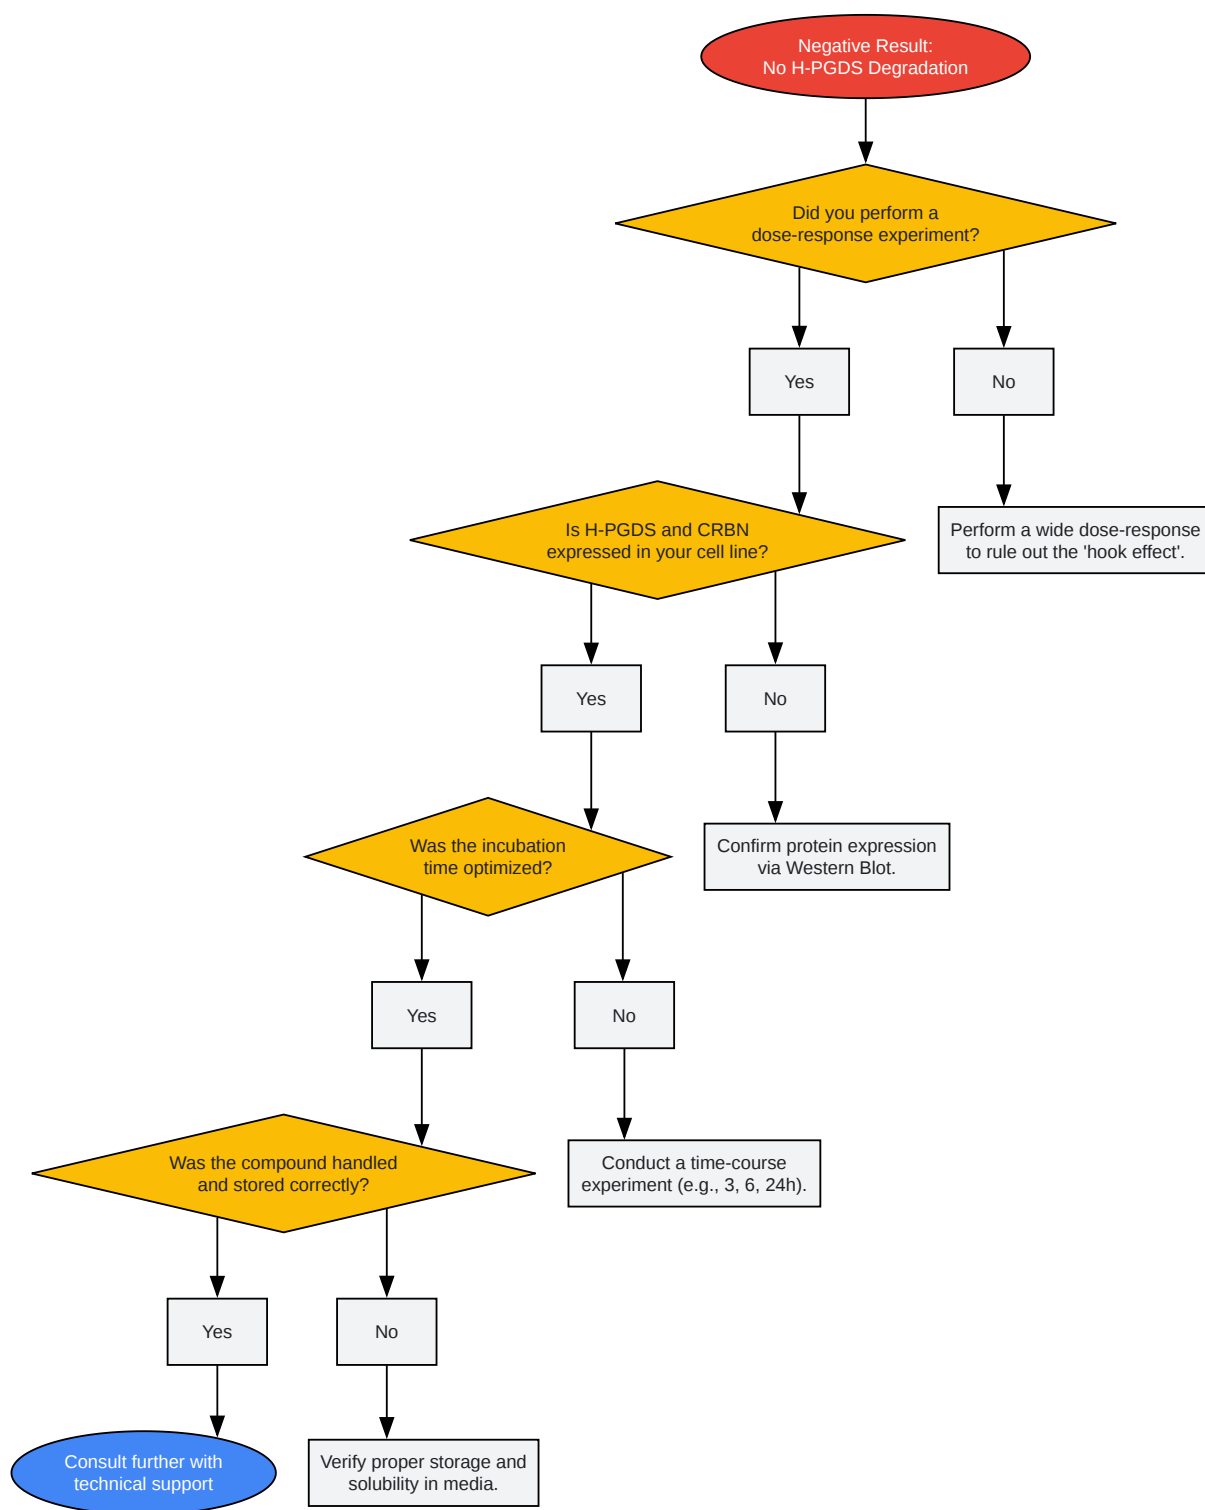 Negative Result:
No H-PGDS Degradation
Did you perform a
dose-response experiment?
Yes
No
Is H-PGDS and CRBN
expressed in your cell line?
Perform a wide dose-response
to rule out the 'hook effect'.
Yes
No
Was the incubation
time optimized?
Confirm protein expression
via Western Blot.
Yes
No
Was the compound handled
and stored correctly?
Conduct a time-course
experiment (e.g., 3, 6, 24h).
Yes
No
Consult further with
technical support
Verify proper storage and
solubility in media.